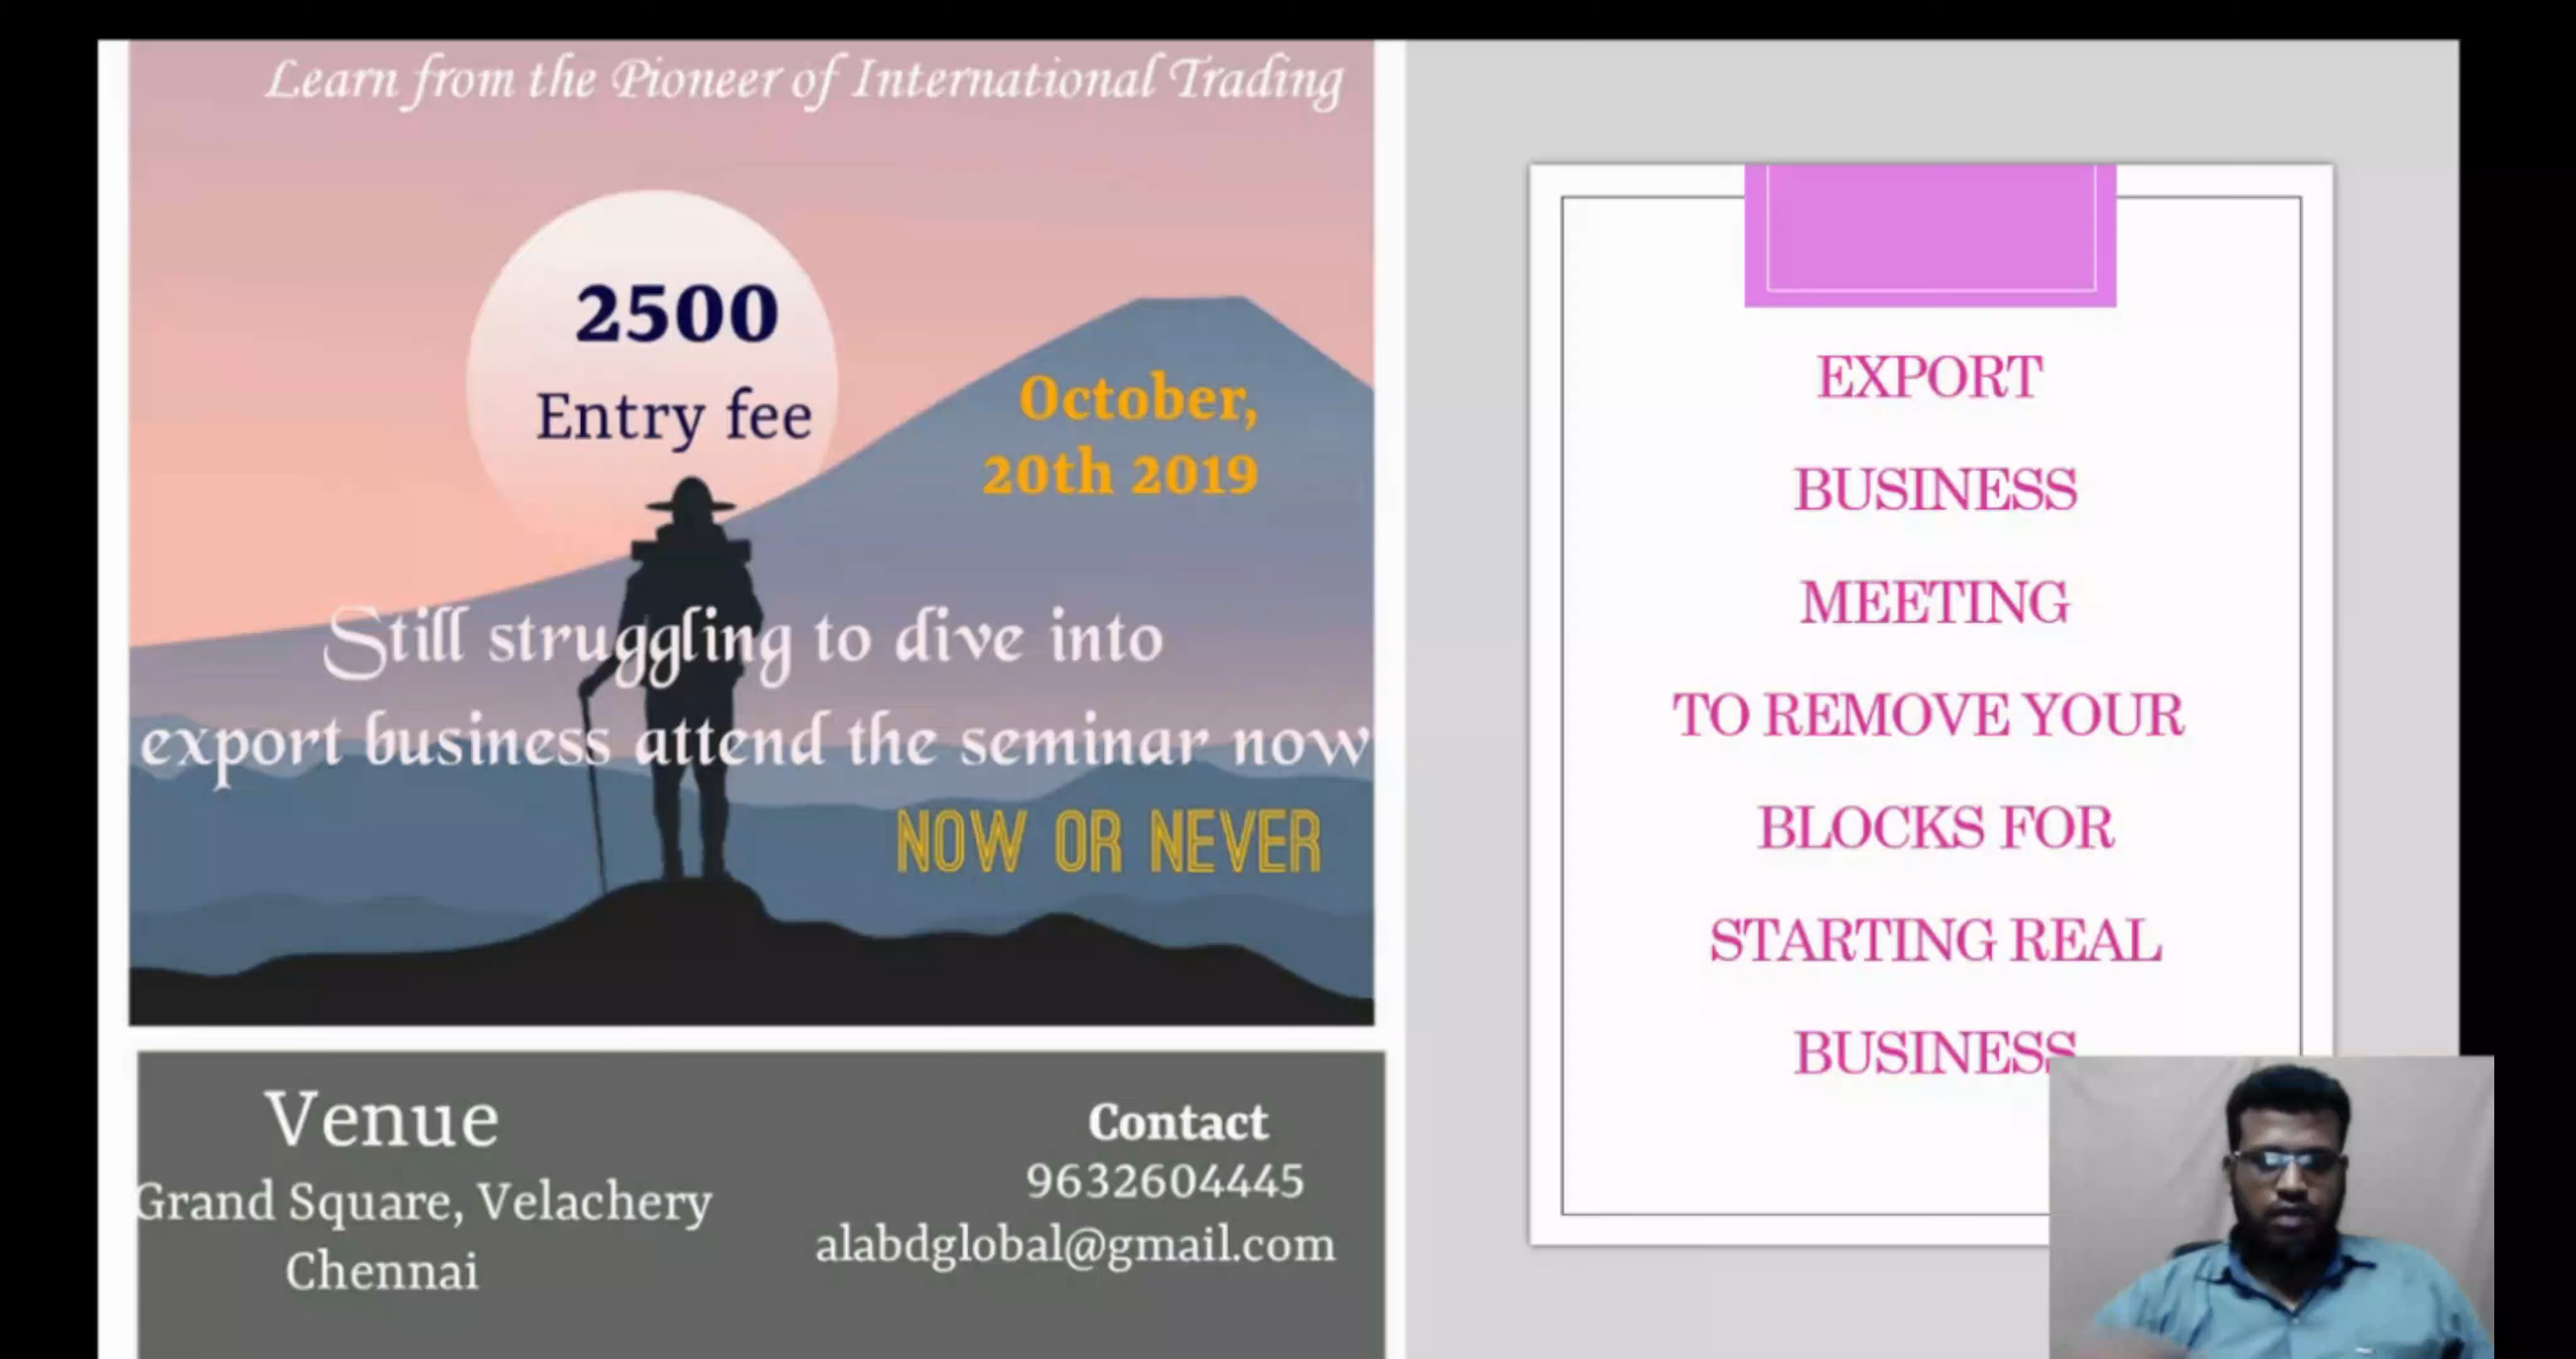 Learn from the Pioneer of International Trading
2500
Entry fee
October,
20th 2019
Still struggling to dive into
export business attend the seminar now
NOW OR NEVER
Venue
Grand Square, Velachery
Chennai
Contact
9632604445
alabdglobal@gmail.com
EXPORT
BUSINESS
MEETING
TO REMOVE YOUR
BLOCKS FOR
STARTING REAL
BUSINESS